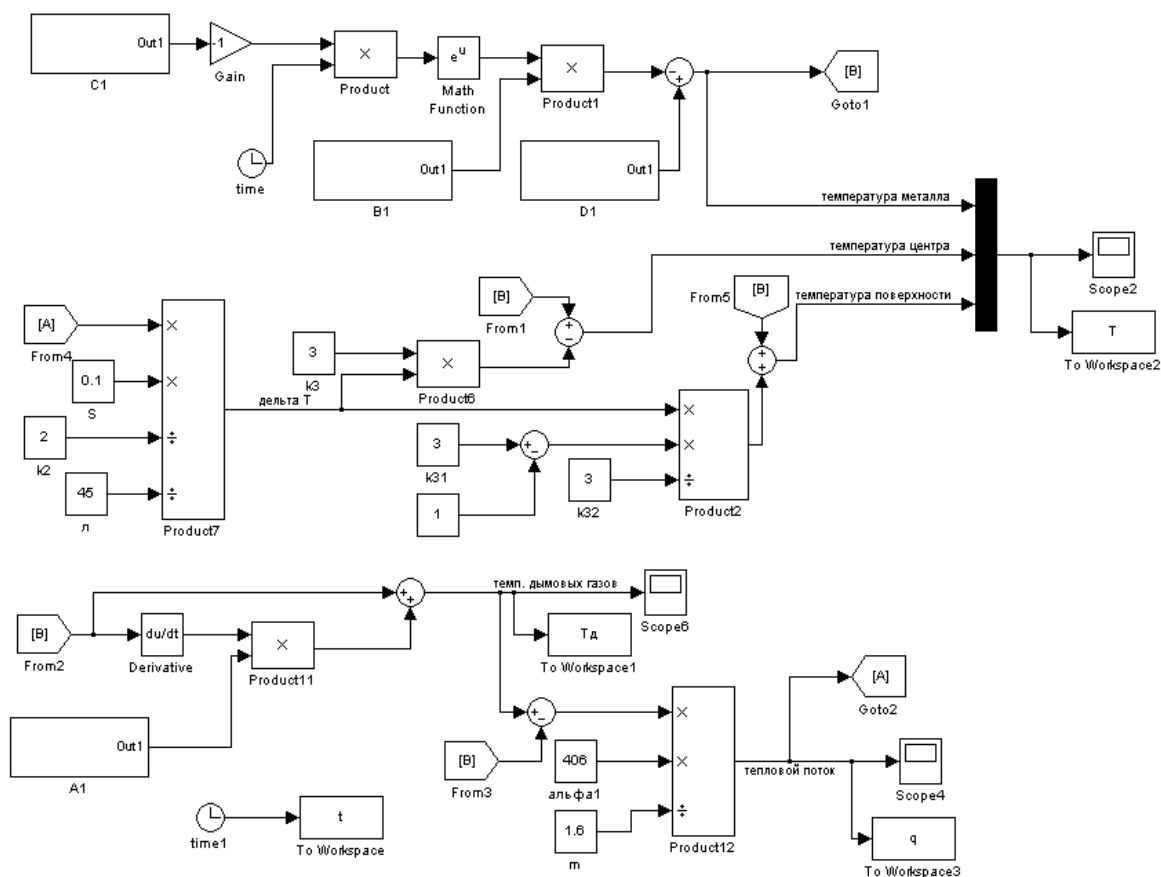 Out1
C1
-1
Gain
×
Product
e^u
Math
Function
×
Product1
[B]
Goto1
time
Out1
B1
Out1
D1
температура металла
температура центра
температура поверхности
Scope2
T
To Workspace2
[A]
From4
0.1
S
2
k2
45
л
×
×
÷
÷
Product7
дельта T
3
k3
×
Product6
[B]
From1
[B]
From5
3
k31
1
3
k32
×
×
÷
Product2
[B]
From2
du/dt
Derivative
×
Product11
Out1
A1
темп. дымовых газов
Scope6
Tд
To Workspace1
[B]
From3
406
альфа1
1.6
m
×
×
÷
Product12
тепловой поток
[A]
Goto2
Scope4
q
To Workspace3
time1
t
To Workspace